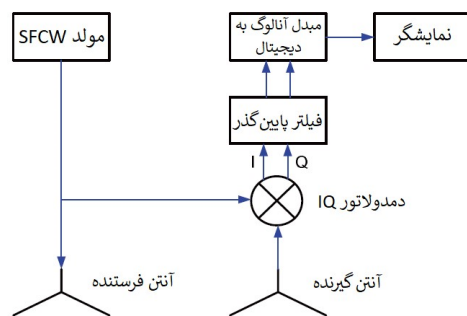 مولد SFCW
مبدل آنالوگ به
دیجیتال
نمایشگر
فیلتر پایین‌گذر
I
Q
دمدولاتور IQ
آنتن فرستنده
آنتن گیرنده